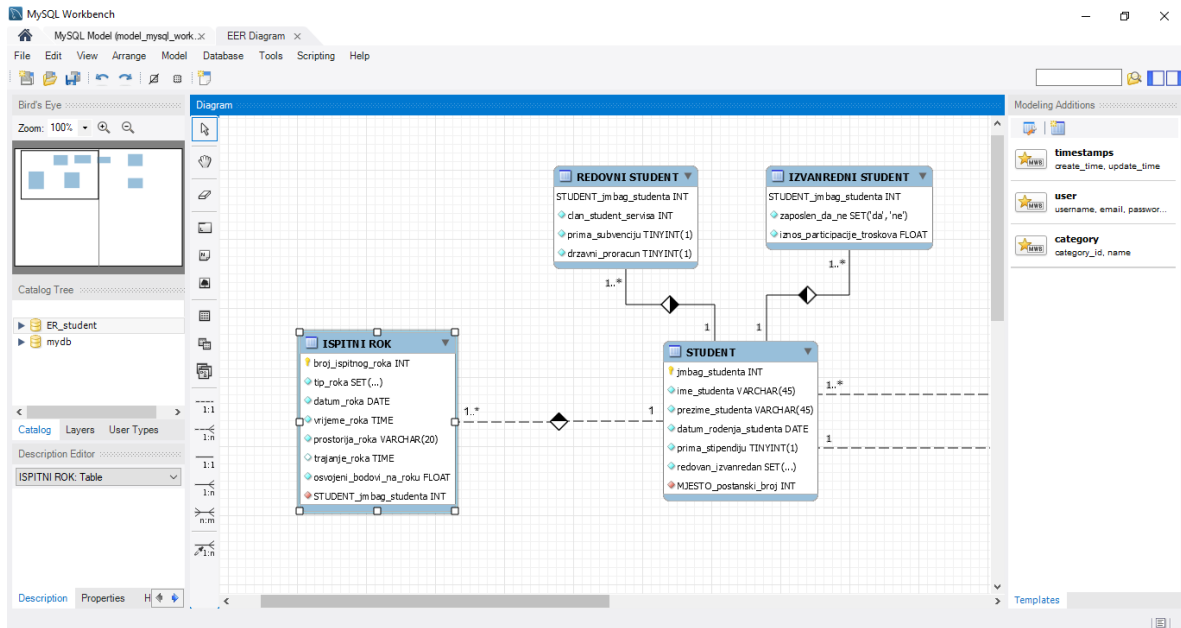 MySQL Workbench
MySQL Model (model_mysql_work.× EER Diagram ×
File Edit View Arrange Model Database Tools Scripting Help
Bird's Eye
Zoom: 100%
Catalog Tree
ER_student
mydb
Catalog Layers User Types
Description Editor
ISPITNI ROK: Table
Description Properties H
Diagram
1:1
1:n
1:1
1:n
n:m
1:n
REDOVNI STUDENT
STUDENT_jmbag_studenta INT
clan_student_servisa INT
prima_subvenciju TINYINT(1)
drzavni_proracun TINYINT(1)
IZVANREDNI STUDENT
STUDENT_jmbag_studenta INT
zaposlen_da_ne SET('da', 'ne')
iznos_participacije_troskova FLOAT
1..*
1..*
1
1
ISPITNI ROK
broj_ispitnog_roka INT
tip_roka SET(...)
datum_roka DATE
vrijeme_roka TIME
prostorija_roka VARCHAR(20)
trajanje_roka TIME
osvojeni_bodovi_na_roku FLOAT
STUDENT_jmbag_studenta INT
1..*
1
STUDENT
jmbag_studenta INT
ime_studenta VARCHAR(45)
prezime_studenta VARCHAR(45)
datum_rodenja_studenta DATE
prima_stipendiju TINYINT(1)
redovan_izvanredan SET(...)
MJESTO_postanski_broj INT
1..*
1
Modeling Additions
timestamps
create_time, update_time
user
username, email, passwor...
category
category_id, name
Templates